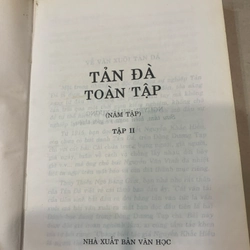 TẢN ĐÀ
TOÀN TẬP
(NĂM TẬP)
TẬP II
NHÀ XUẤT BẢN VĂN HỌC